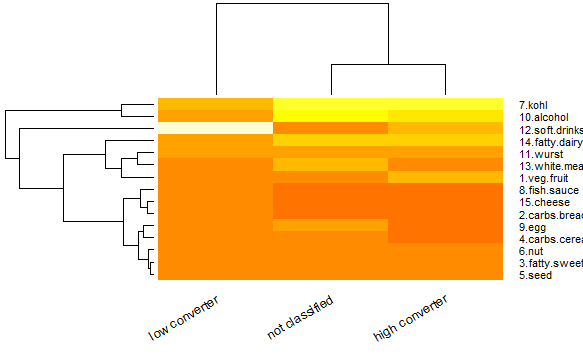 7.kohl
10.alcohol
12.soft.drinks
14.fatty.dairy
11.wurst
13.white.mea
1.veg.fruit
8.fish.sauce
15.cheese
2.carbs.bread
9.egg
4.carbs.cerea
6.nut
3.fatty.sweet
5.seed
low converter
not classified
high converter